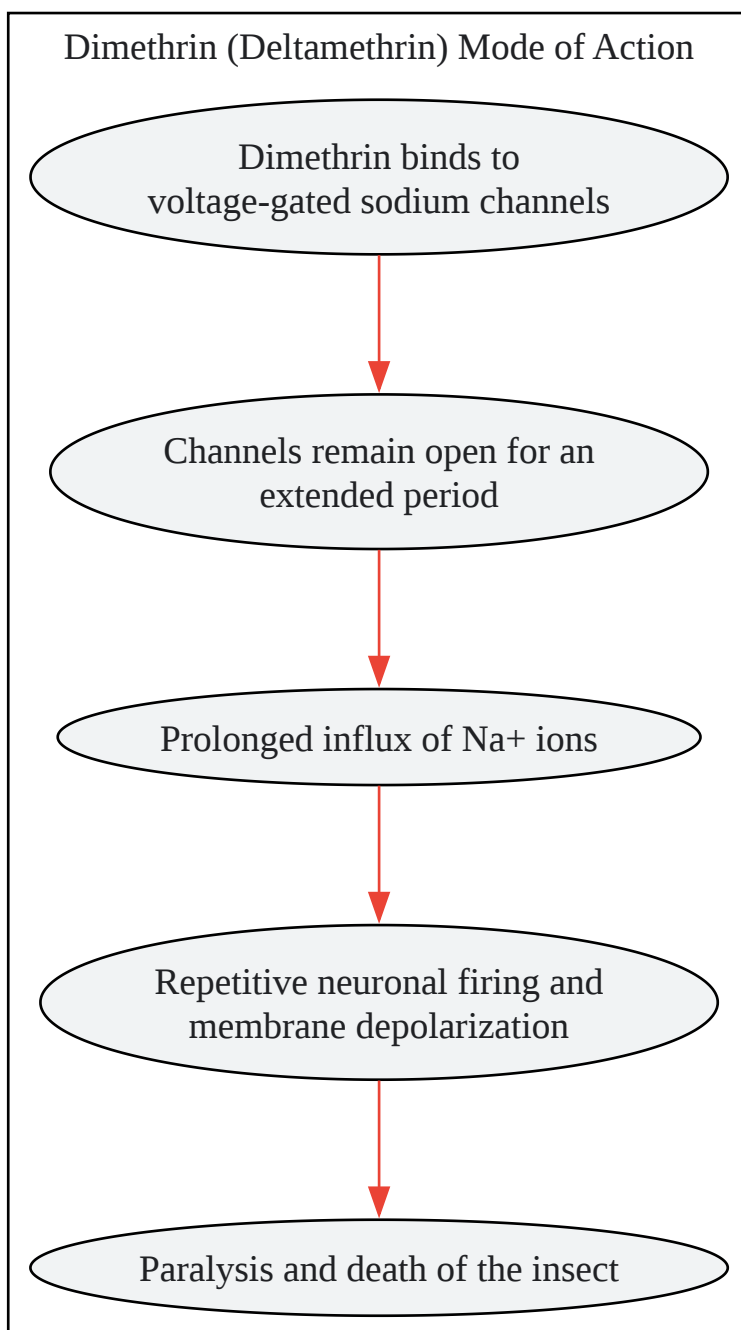 Dimethrin (Deltamethrin) Mode of Action
Dimethrin binds to
voltage-gated sodium channels
Channels remain open for an
extended period
Prolonged influx of Na+ ions
Repetitive neuronal firing and
membrane depolarization
Paralysis and death of the insect